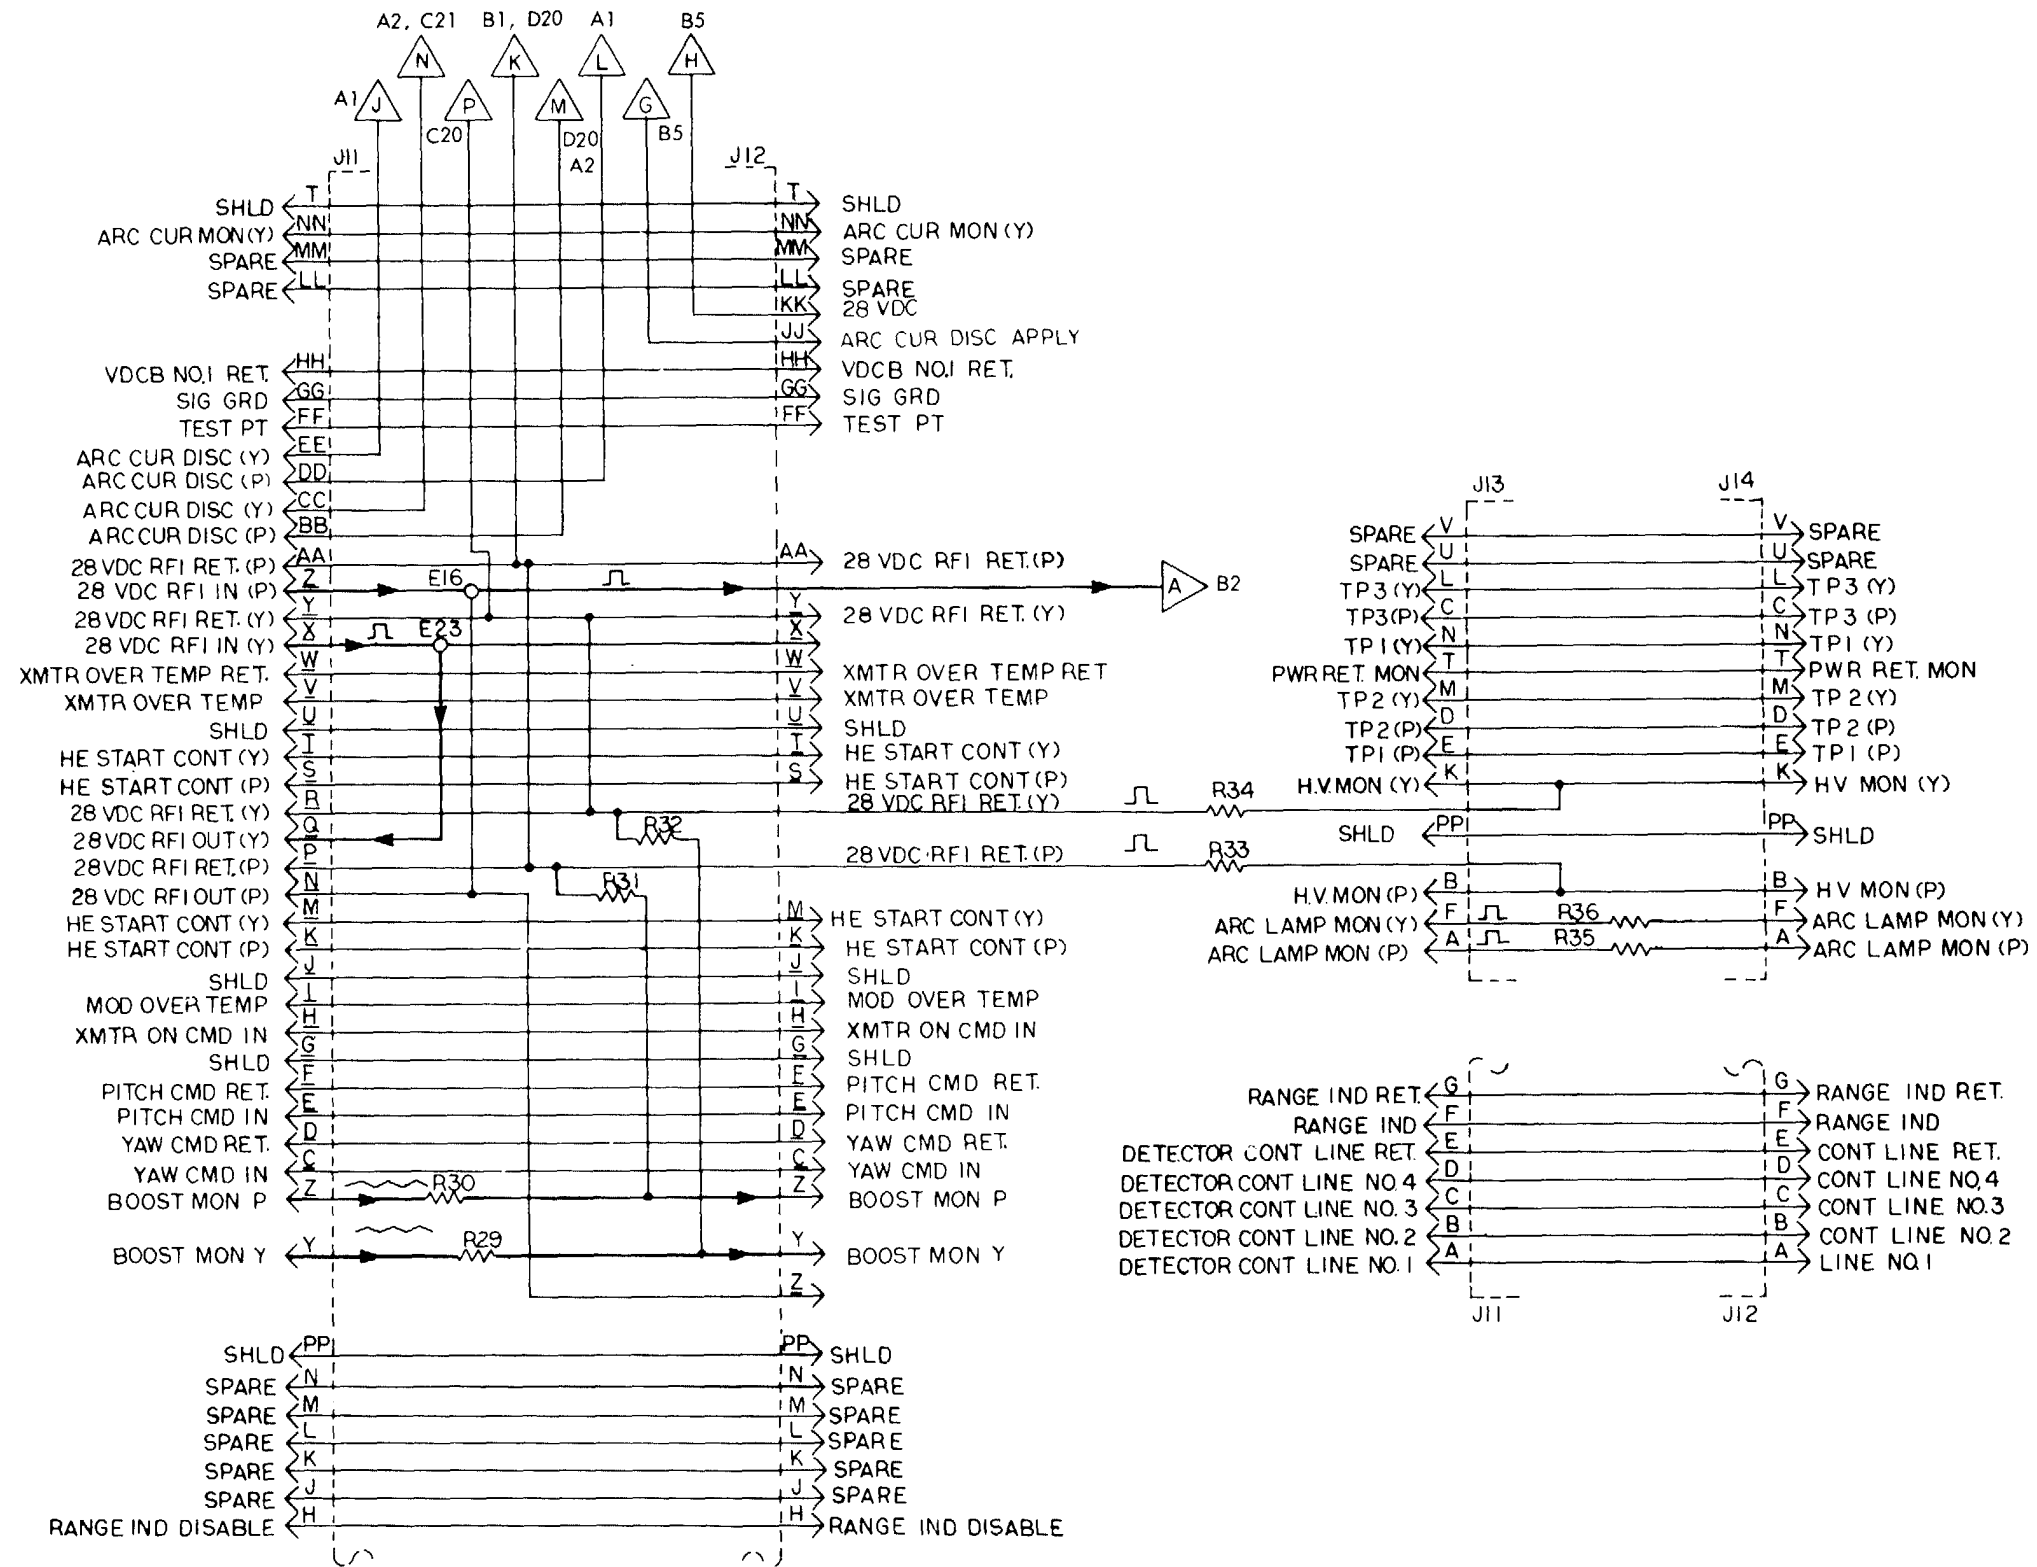 A2, C21 B1, D20 A1 B5
N K L H
A1 J P M G
C20 D20 B5
A2
J11 J12
SHLD T T SHLD
ARC CUR MON (Y) NN NN ARC CUR MON (Y)
SPARE MM MM SPARE
SPARE LL LL SPARE
KK 28 VDC
JJ ARC CUR DISC APPLY
VDCB NO.1 RET. HH HH VDCB NO.1 RET.
SIG GRD GG GG SIG GRD
TEST PT FF FF TEST PT
ARC CUR DISC (Y) EE
ARC CUR DISC (P) DD
ARC CUR DISC (Y) CC
ARC CUR DISC (P) BB
28 VDC RFI RET. (P) AA AA 28 VDC RFI RET. (P)
28 VDC RFI IN (P) Z E16 A B2
28 VDC RFI RET. (Y) Y Y 28 VDC RFI RET. (Y)
28 VDC RFI IN (Y) X E23 X
XMTR OVER TEMP RET. W W XMTR OVER TEMP RET
XMTR OVER TEMP V V XMTR OVER TEMP
SHLD U U SHLD
HE START CONT (Y) T T HE START CONT (Y)
HE START CONT (P) S S HE START CONT (P)
28 VDC RFI RET. (Y) R 28 VDC RFI RET. (Y) R34
28 VDC RFI OUT (Y) Q R32
28 VDC RFI RET. (P) P 28 VDC RFI RET. (P) R33
28 VDC RFI OUT (P) N R31
HE START CONT (Y) M M HE START CONT (Y)
HE START CONT (P) K K HE START CONT (P)
SHLD J J SHLD
MOD OVER TEMP I I MOD OVER TEMP
XMTR ON CMD IN H H XMTR ON CMD IN
SHLD G G SHLD
PITCH CMD RET. F F PITCH CMD RET.
PITCH CMD IN E E PITCH CMD IN
YAW CMD RET. D D YAW CMD RET.
YAW CMD IN C C YAW CMD IN
BOOST MON P Z R30 Z BOOST MON P
BOOST MON Y Y R29 Y BOOST MON Y
Z
SHLD PP PP SHLD
SPARE N N SPARE
SPARE M M SPARE
SPARE L L SPARE
SPARE K K SPARE
SPARE J J SPARE
RANGE IND DISABLE H H RANGE IND DISABLE
J13 J14
SPARE V V SPARE
SPARE U U SPARE
TP3 (Y) L L TP3 (Y)
TP3 (P) C C TP3 (P)
TP1 (Y) N N TP1 (Y)
PWR RET. MON T T PWR RET. MON
TP2 (Y) M M TP2 (Y)
TP2 (P) D D TP2 (P)
TP1 (P) E E TP1 (P)
H.V. MON (Y) K K HV MON (Y)
SHLD PP PP SHLD
H.V. MON (P) B B HV MON (P)
ARC LAMP MON (Y) F R36 F ARC LAMP MON (Y)
ARC LAMP MON (P) A R35 A ARC LAMP MON (P)
RANGE IND RET. G G RANGE IND RET.
RANGE IND F F RANGE IND
DETECTOR CONT LINE RET. E E CONT LINE RET.
DETECTOR CONT LINE NO. 4 D D CONT LINE NO. 4
DETECTOR CONT LINE NO. 3 C C CONT LINE NO. 3
DETECTOR CONT LINE NO. 2 B B CONT LINE NO. 2
DETECTOR CONT LINE NO. 1 A A LINE NO. 1
J11 J12